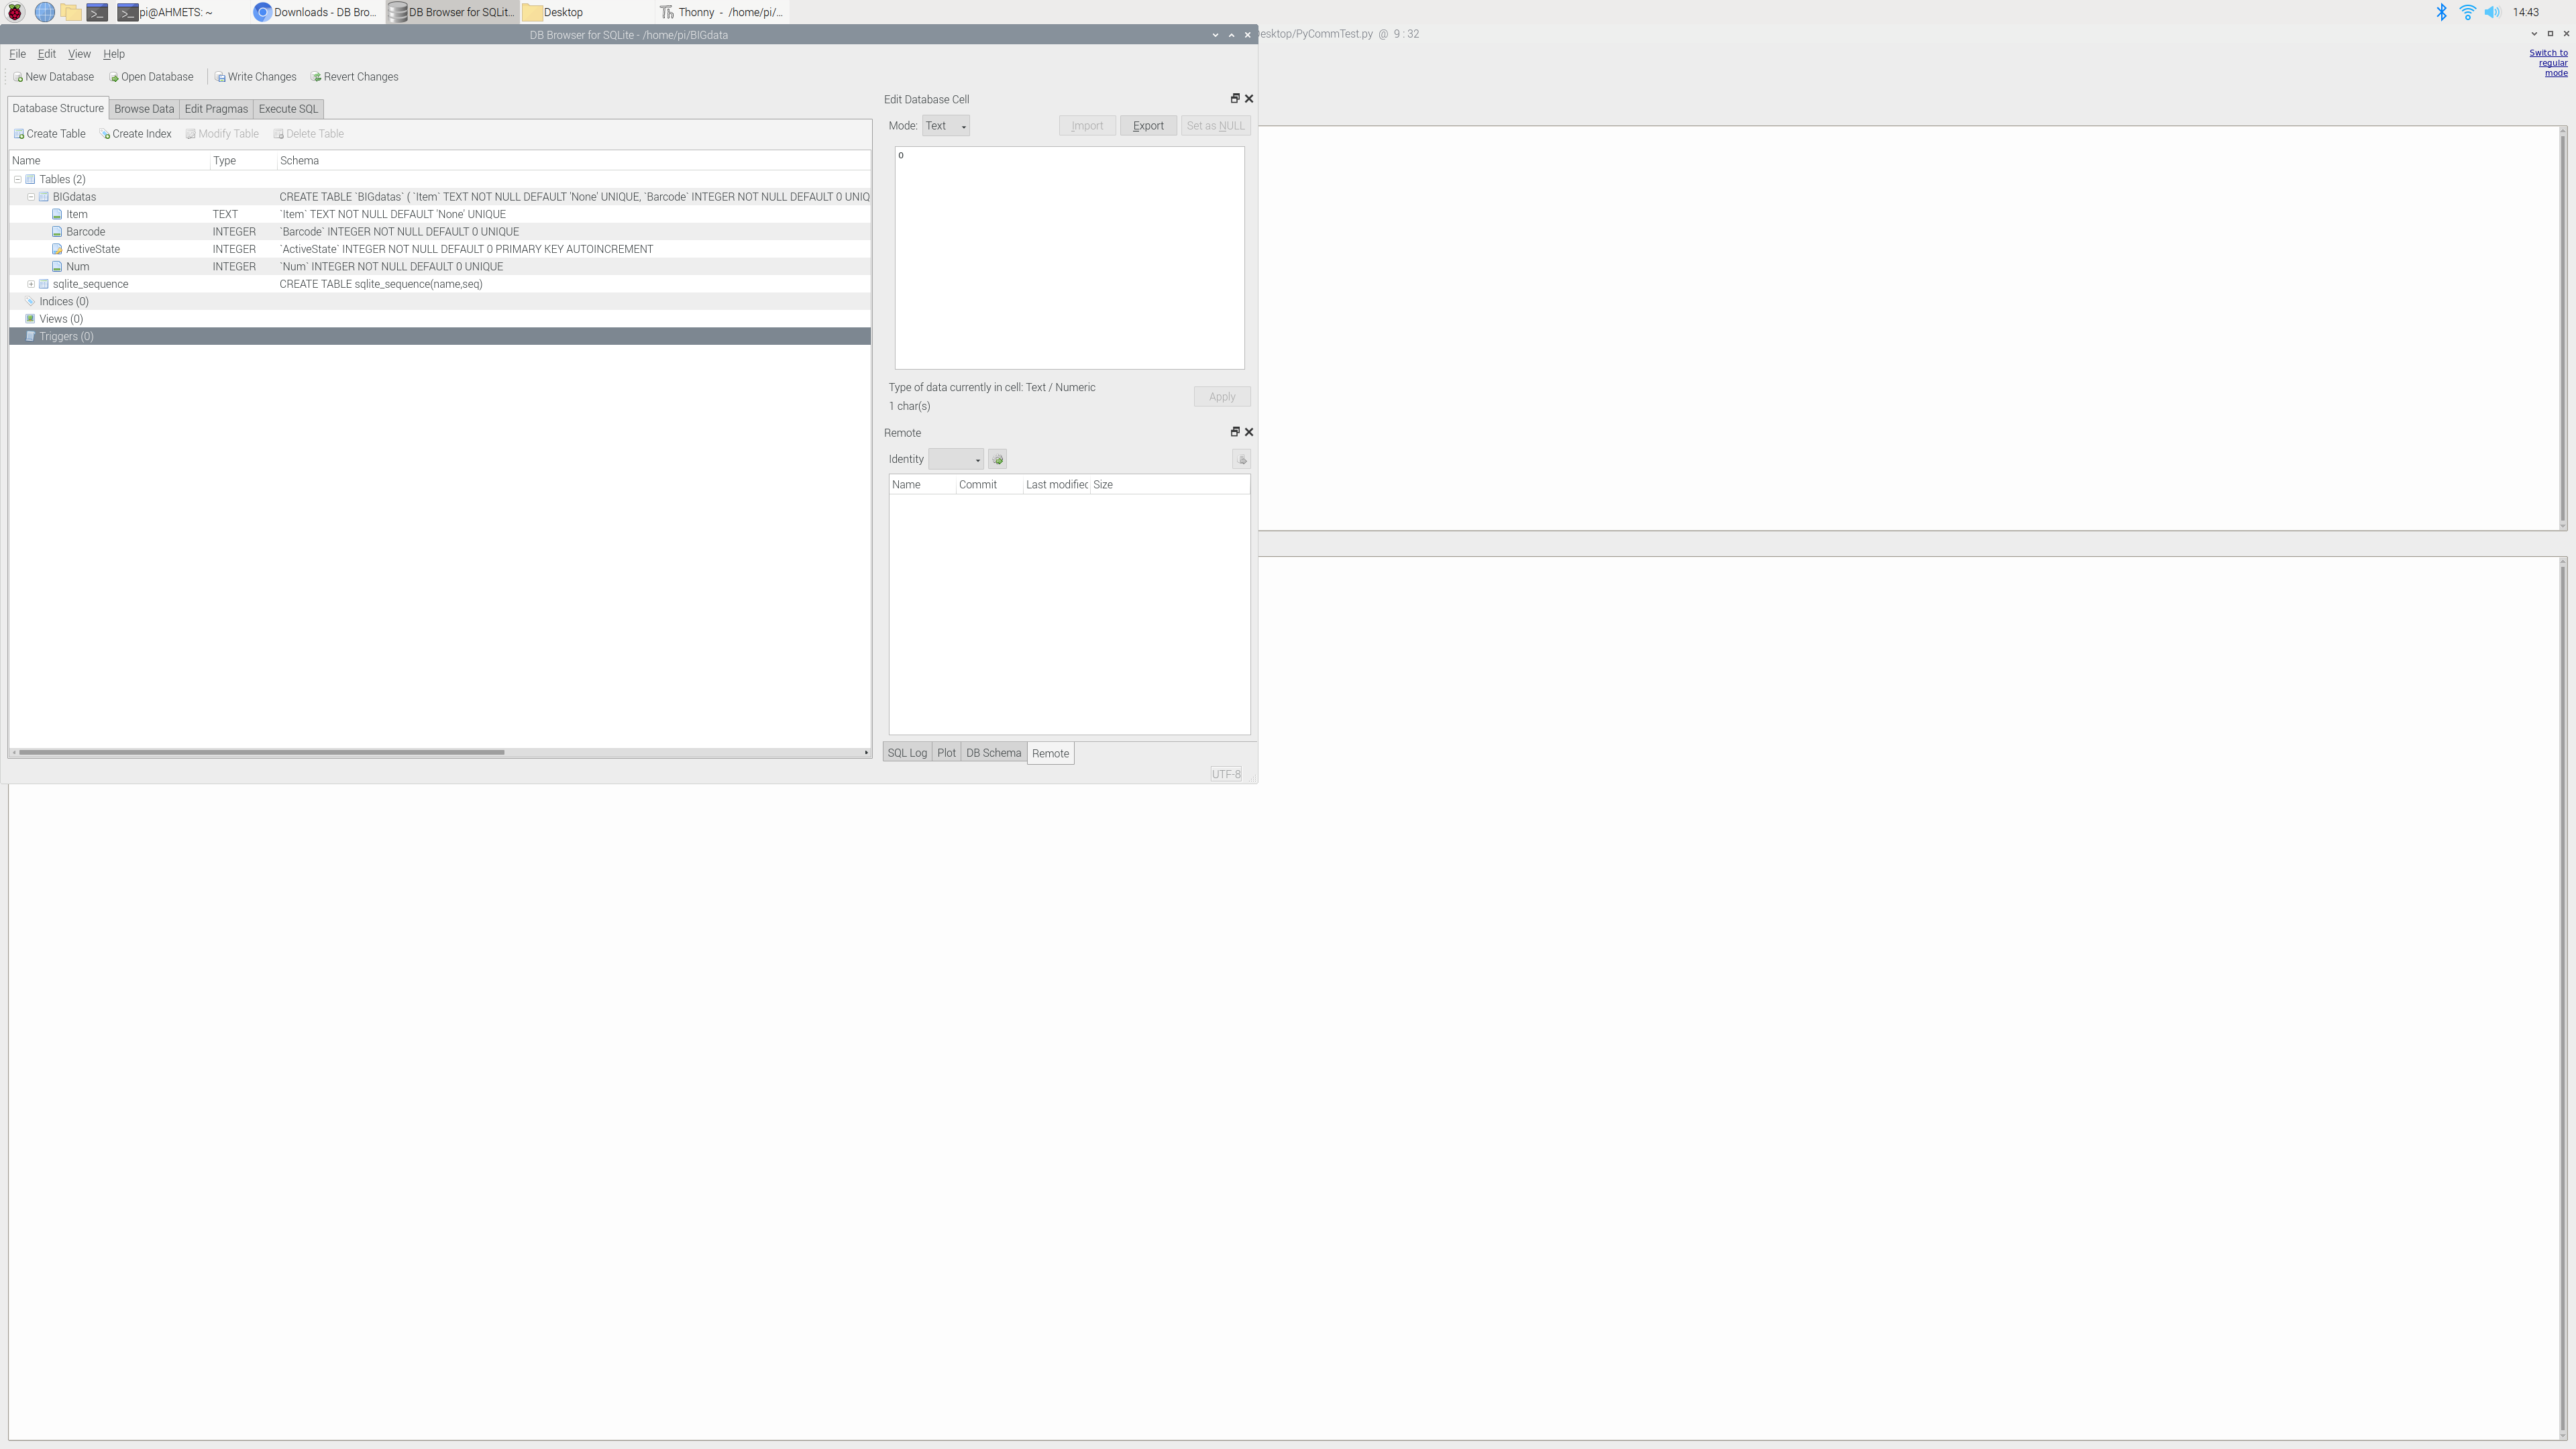 pi@AHMETS: ~ Downloads - DB Bro... DB Browser for SQLit... Desktop Thonny - /home/pi/... 14:43
DB Browser for SQLite - /home/pi/BIGdata
esktop/PyCommTest.py @ 9 : 32
Switch to
regular
mode
File Edit View Help
New Database Open Database Write Changes Revert Changes
Database Structure Browse Data Edit Pragmas Execute SQL
Create Table Create Index Modify Table Delete Table
Name Type Schema
Tables (2)
BIGdatas CREATE TABLE `BIGdatas` ( `Item` TEXT NOT NULL DEFAULT 'None' UNIQUE, `Barcode` INTEGER NOT NULL DEFAULT 0 UNIQ
Item TEXT `Item` TEXT NOT NULL DEFAULT 'None' UNIQUE
Barcode INTEGER `Barcode` INTEGER NOT NULL DEFAULT 0 UNIQUE
ActiveState INTEGER `ActiveState` INTEGER NOT NULL DEFAULT 0 PRIMARY KEY AUTOINCREMENT
Num INTEGER `Num` INTEGER NOT NULL DEFAULT 0 UNIQUE
sqlite_sequence CREATE TABLE sqlite_sequence(name,seq)
Indices (0)
Views (0)
Triggers (0)
Edit Database Cell
Mode: Text Import Export Set as NULL
0
Type of data currently in cell: Text / Numeric
1 char(s)
Apply
Remote
Identity
Name Commit Last modified Size
SQL Log Plot DB Schema Remote
UTF-8